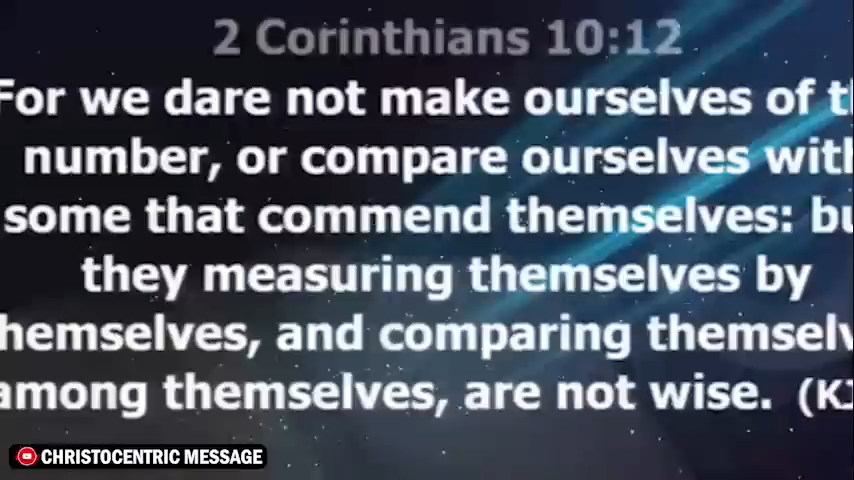 2 Corinthians 10:12
For we dare not make ourselves of th
number, or compare ourselves with
some that commend themselves: bu
they measuring themselves by
hemselves, and comparing themselv
among themselves, are not wise. (KJ
CHRISTOCENTRIC MESSAGE